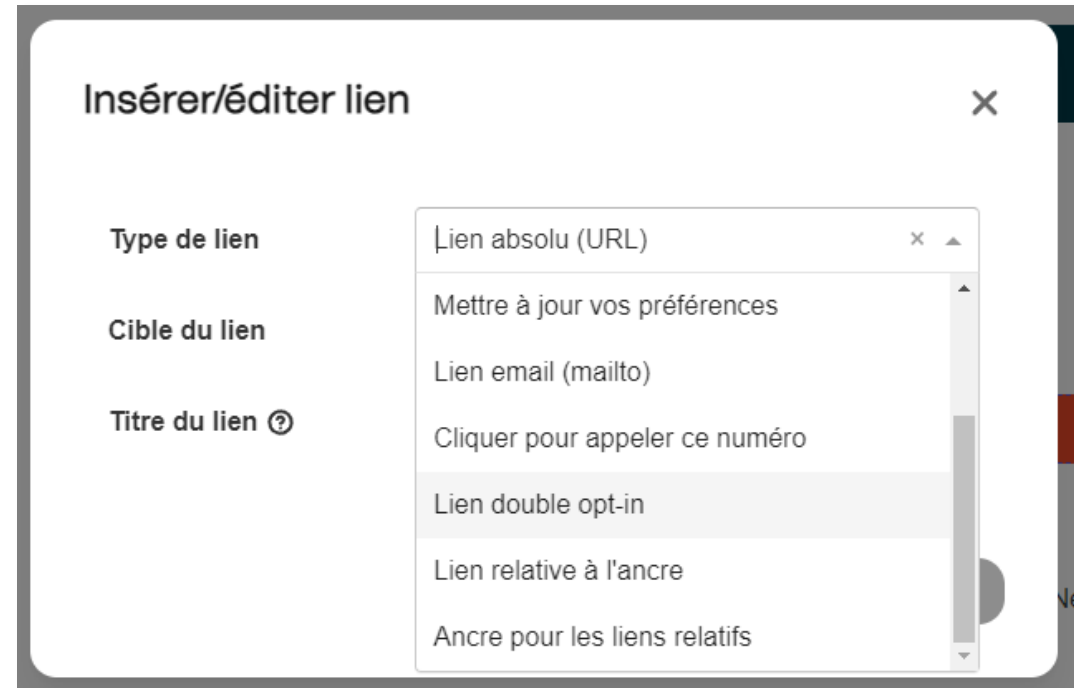 Insérer/éditer lien
Type de lien
Lien absolu (URL)
Mettre à jour vos préférences
Cible du lien
Lien email (mailto)
Titre du lien
Cliquer pour appeler ce numéro
Lien double opt-in
Lien relative à l'ancre
Ancre pour les liens relatifs